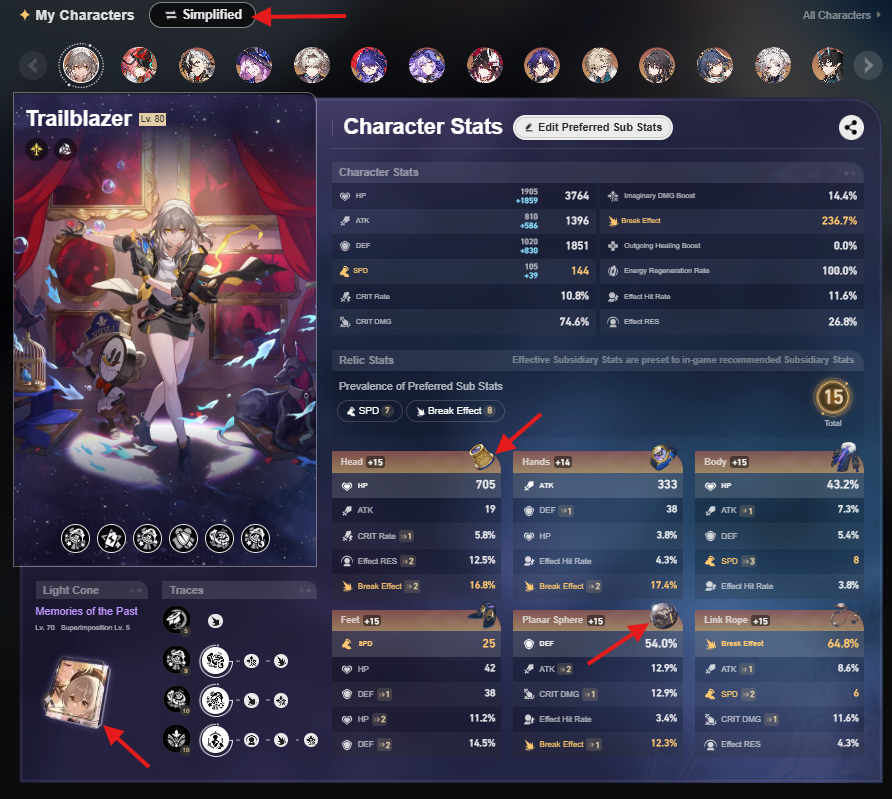 My Characters
Simplified
All Characters
Trailblazer Lv. 80
Character Stats
Edit Preferred Sub Stats
Character Stats
HP 1905 +1859 3764
Imaginary DMG Boost 14.4%
ATK 810 +586 1396
Break Effect 236.7%
DEF 1020 +830 1851
Outgoing Healing Boost 0.0%
SPD 105 +39 144
Energy Regeneration Rate 100.0%
CRIT Rate 10.8%
Effect Hit Rate 11.6%
CRIT DMG 74.6%
Effect RES 26.8%
Relic Stats
Effective Subsidiary Stats are preset to in-game recommended Subsidiary Stats
Prevalence of Preferred Sub Stats
SPD 7
Break Effect 8
15
Total
Head +15
HP 705
ATK 19
CRIT Rate 1 5.8%
Effect RES 2 12.5%
Break Effect 2 16.8%
Hands +14
ATK 333
DEF 1 38
HP 3.8%
Effect Hit Rate 4.3%
Break Effect 2 17.4%
Body +15
HP 43.2%
ATK 1 7.3%
DEF 5.4%
SPD 3 8
Effect Hit Rate 3.8%
Feet +15
SPD 25
HP 42
DEF 1 38
HP 2 11.2%
DEF 2 14.5%
Planar Sphere +15
DEF 54.0%
ATK 2 12.9%
CRIT DMG 1 12.9%
Effect Hit Rate 3.4%
Break Effect 1 12.3%
Link Rope +15
Break Effect 64.8%
ATK 1 8.6%
SPD 2 6
CRIT DMG 1 11.6%
Effect RES 4.3%
Light Cone
Memories of the Past
Lv. 70 Superimposition Lv. 5
Traces
5
10
10